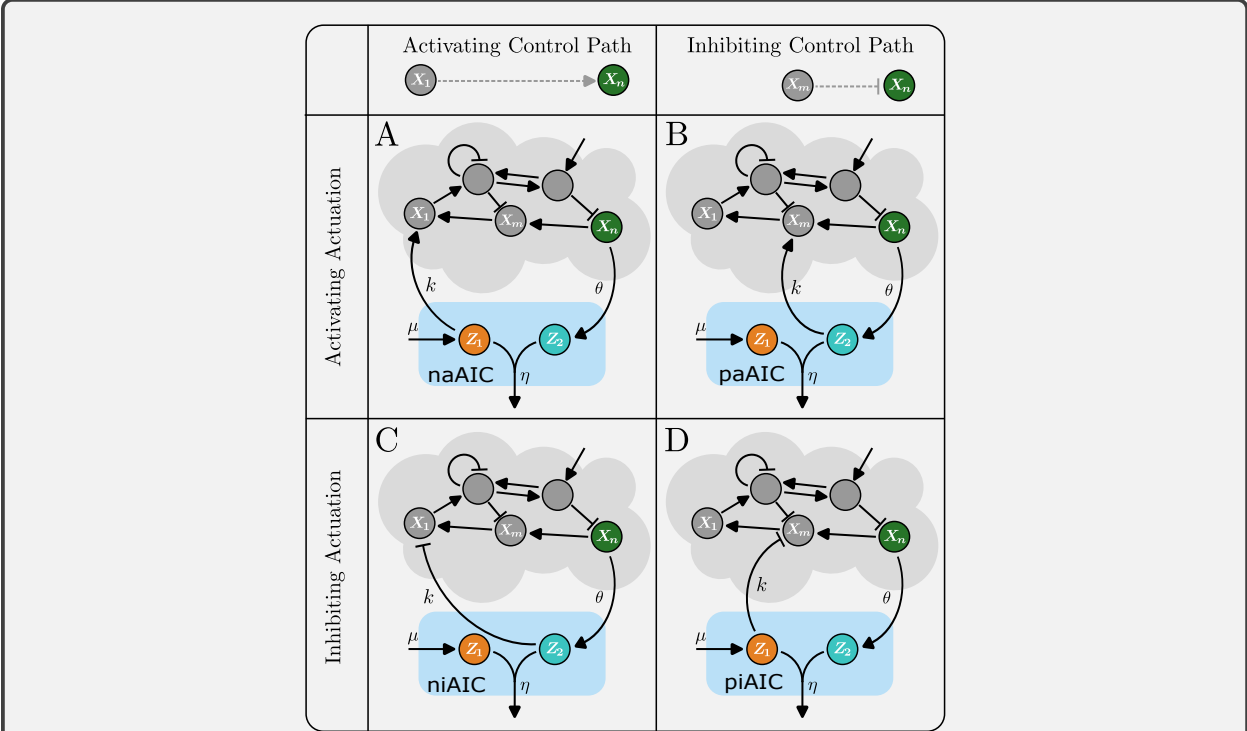 Activating Control Path
Inhibiting Control Path
X₁
Xₙ
Xₘ
Xₙ
Activating Actuation
A
X₁
Xₘ
Xₙ
k
θ
μ
Z₁
Z₂
naAIC
η
B
X₁
Xₘ
Xₙ
k
θ
μ
Z₁
Z₂
paAIC
η
Inhibiting Actuation
C
X₁
Xₘ
Xₙ
k
θ
μ
Z₁
Z₂
niAIC
η
D
X₁
Xₘ
Xₙ
k
θ
μ
Z₁
Z₂
piAIC
η